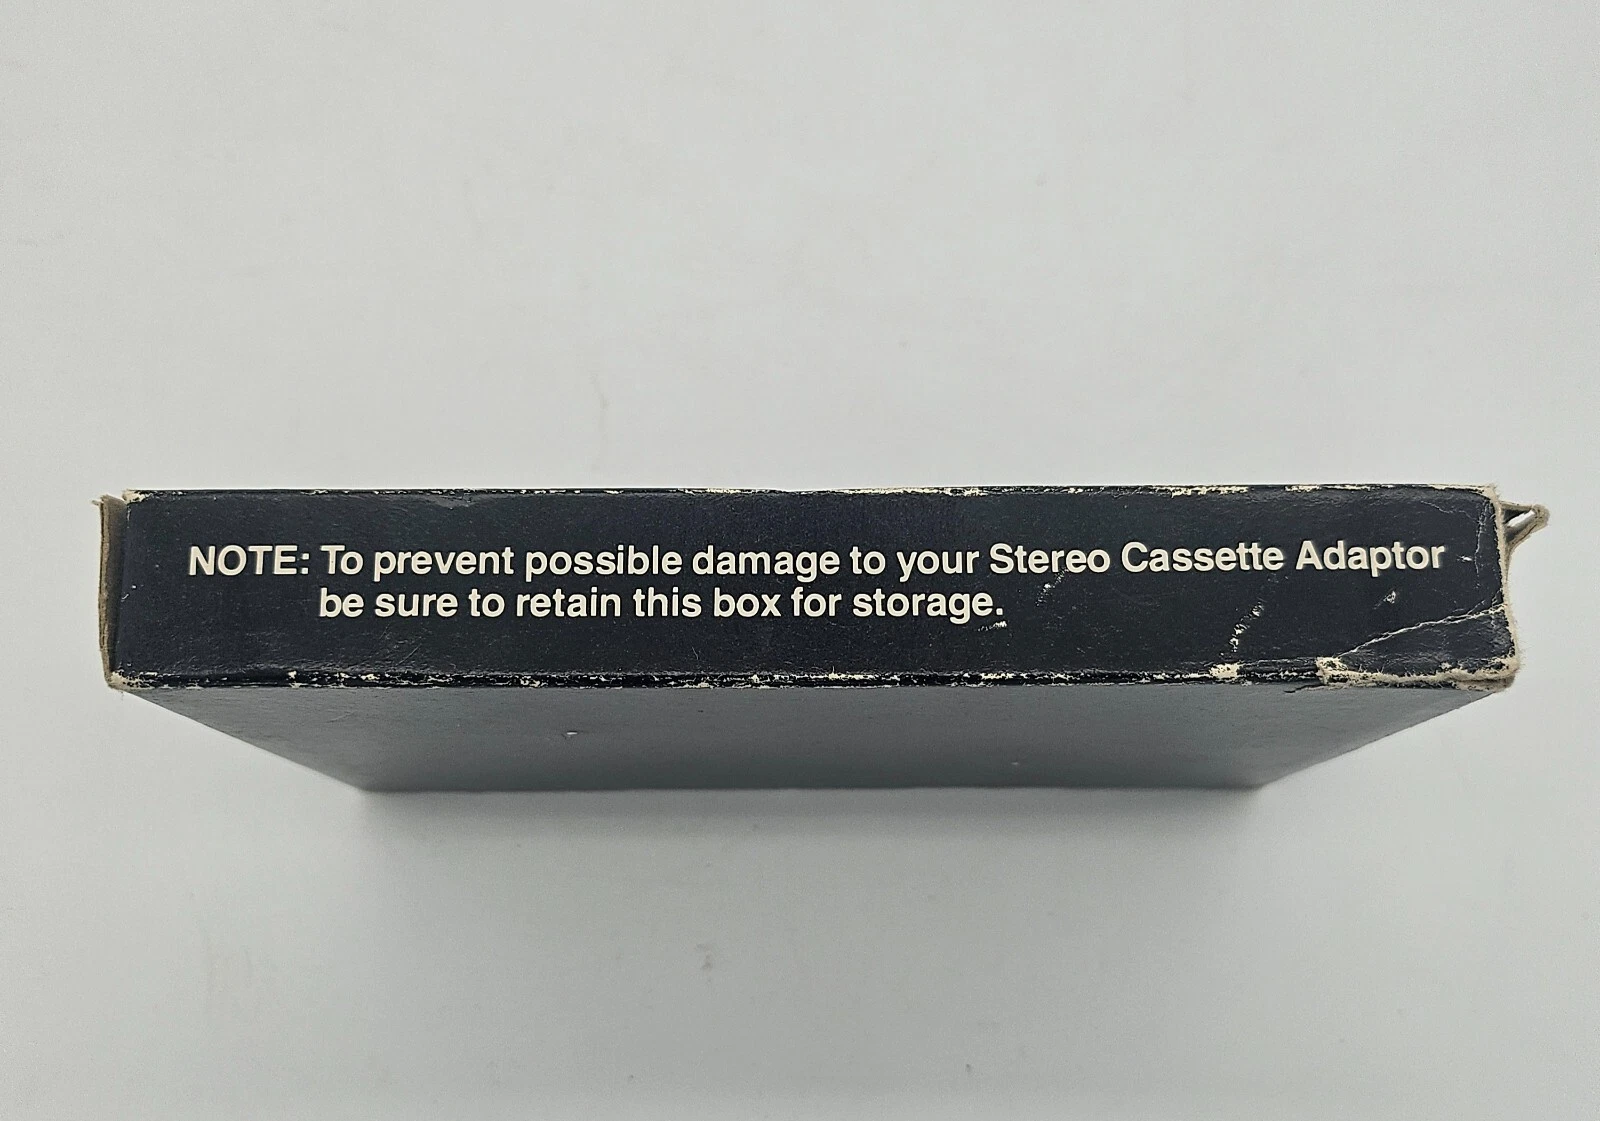 NOTE: To prevent possible damage to your Stereo Cassette Adaptor
be sure to retain this box for storage.